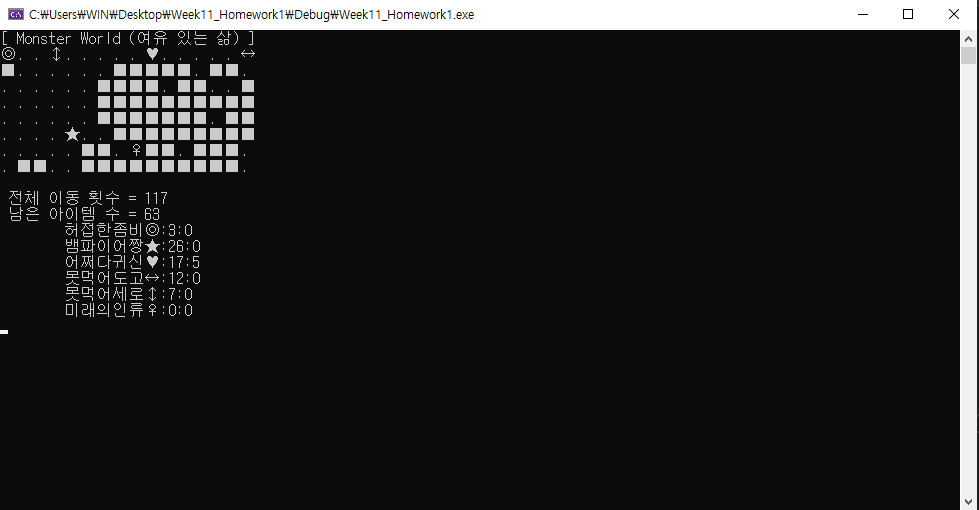 C:\Users\WIN\Desktop\Week11_Homework1\Debug\Week11_Homework1.exe
[ Monster World (여유 있는 삶) ]
◎. . ↕. . . . . ♥. . . . . ↔
■. . . . . . ■■■■■. ■■.
. . . . . . ■■■■. ■■. . ■
. . . . . . ■■■■■■■■■■
. . . . . . ■■■■■■■. ■■
. . . . ★. . ■■■■■■■■■
. . . . . ■■. ♀■■. ■■■.
. ■■. . ■■■■■■■■■■.
전체 이동 횟수 = 117
남은 아이템 수 = 63
허접한좀비◎:3:0
뱀파이어짱★:26:0
어쩌다귀신♥:17:5
못먹어도고↔:12:0
못먹어세로↕:7:0
미래의인류♀:0:0